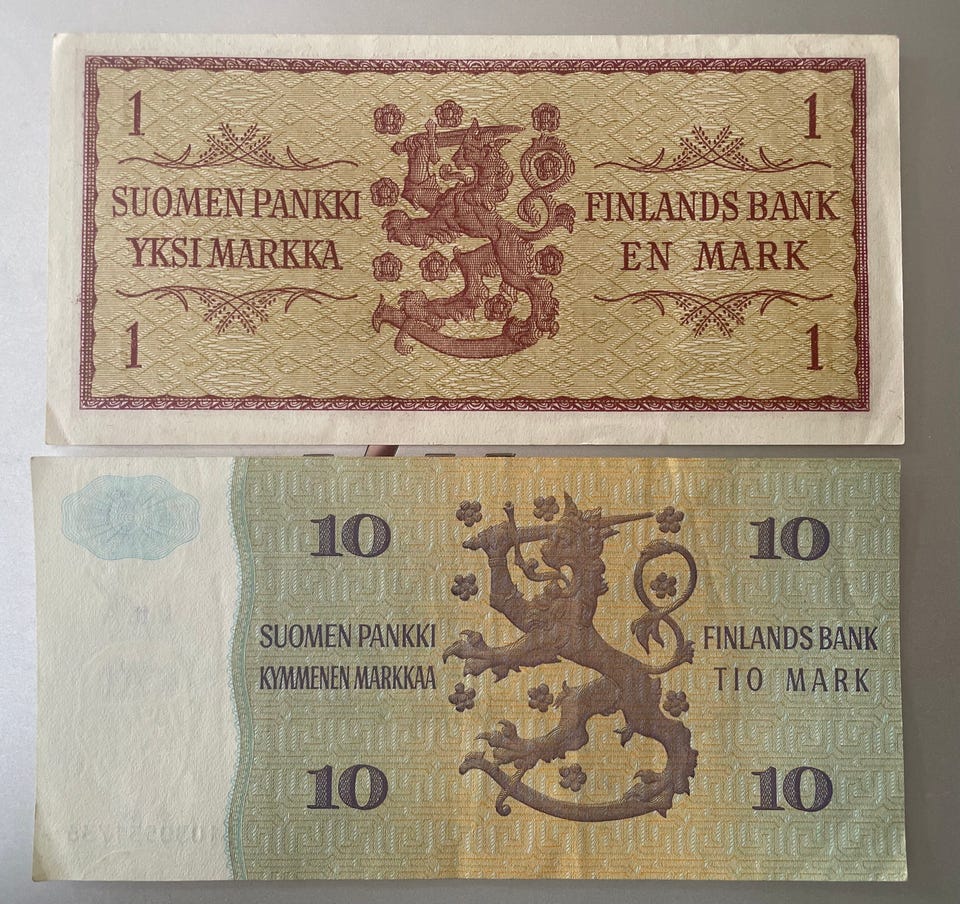 1 1
SUOMEN PANKKI FINLANDS BANK
YKSI MARKKA EN MARK
1 1
10 10
SUOMEN PANKKI FINLANDS BANK
KYMMENEN MARKKAA TIO MARK
10 10